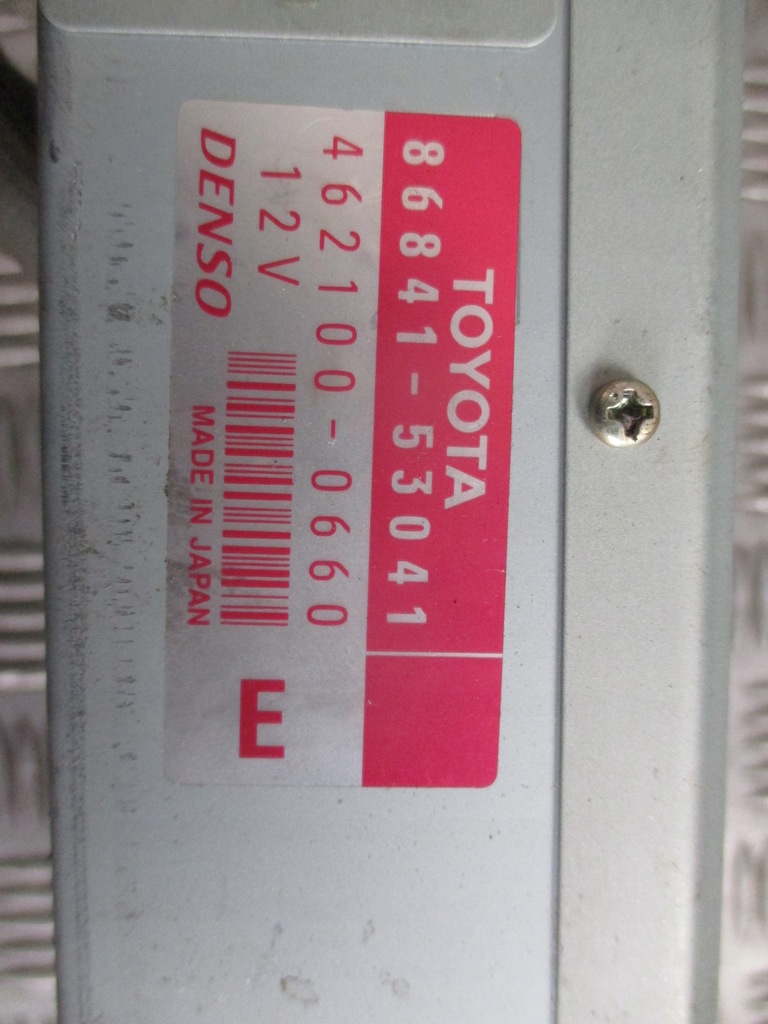 TOYOTA
86841-53041
462100-0660
12V
DENSO
MADE IN JAPAN
E